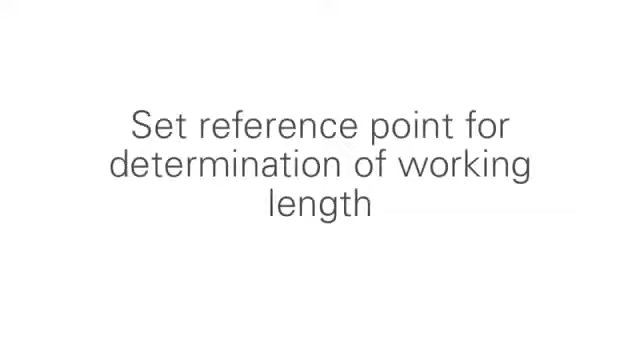 Set reference point for
determination of working
length